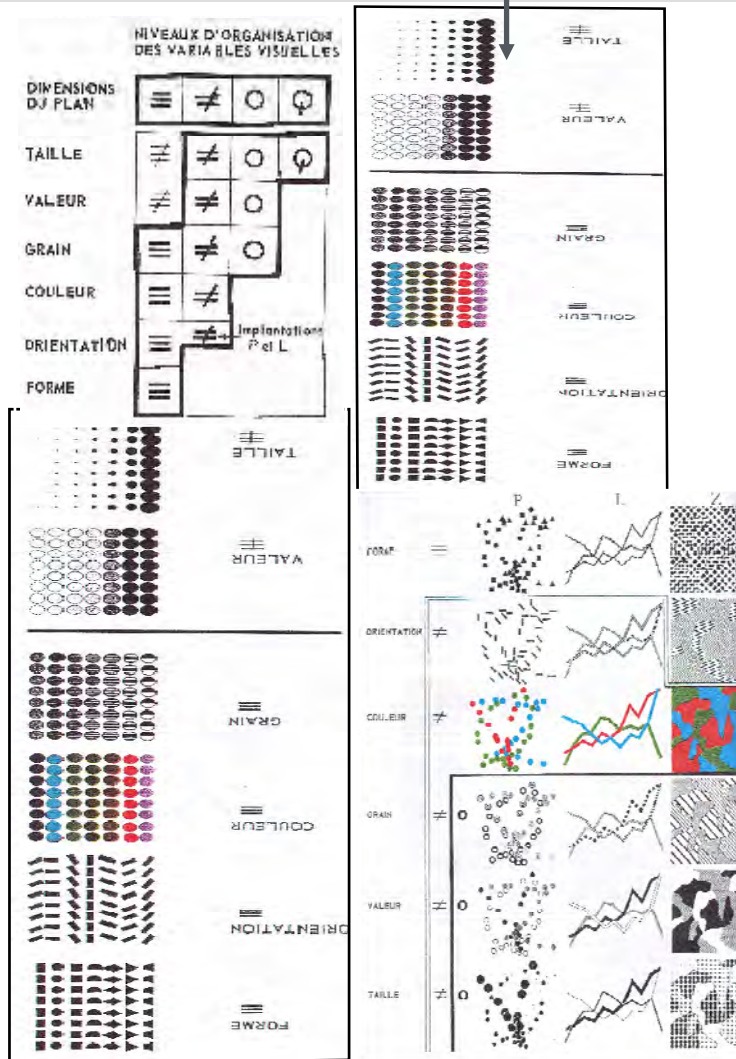 NIVEAUX D'ORGANISATION
DES VARIABLES VISUELLES
DIMENSIONS
DU PLAN
≡ ≠ O Q
TAILLE
≠ ≠ O Q
VALEUR
≠ ≠ O
GRAIN
≡ ≠ O
COULEUR
≡ ≠
ORIENTATION
≡ ≠
Implantations
P et L
FORME
≡
TAILLE
VALEUR
GRAIN
COULEUR
ORIENTATION
FORME
TAILLE
VALEUR
GRAIN
COULEUR
ORIENTATION
FORME
P L Z
FORME ≡
ORIENTATION ≠
COULEUR ≠
GRAIN ≠ O
VALEUR ≠ O
TAILLE ≠ O